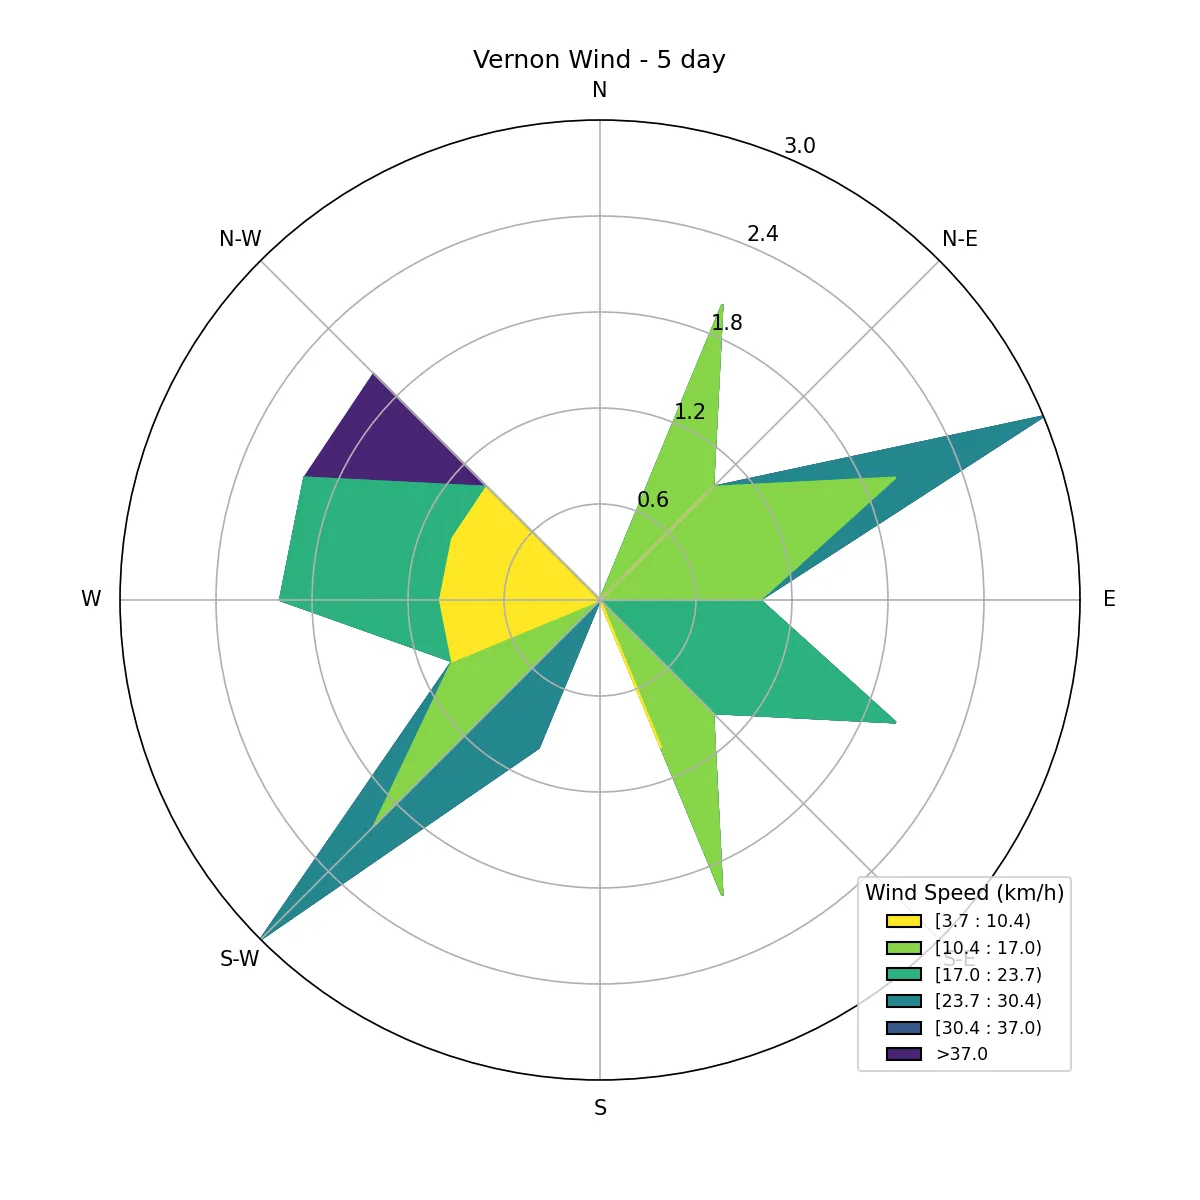 Vernon Wind - 5 day
N
3.0
N-W
2.4
N-E
1.8
1.2
0.6
W
E
S-W
S-E
S
Wind Speed (km/h)
[3.7 : 10.4)
[10.4 : 17.0)
[17.0 : 23.7)
[23.7 : 30.4)
[30.4 : 37.0)
>37.0